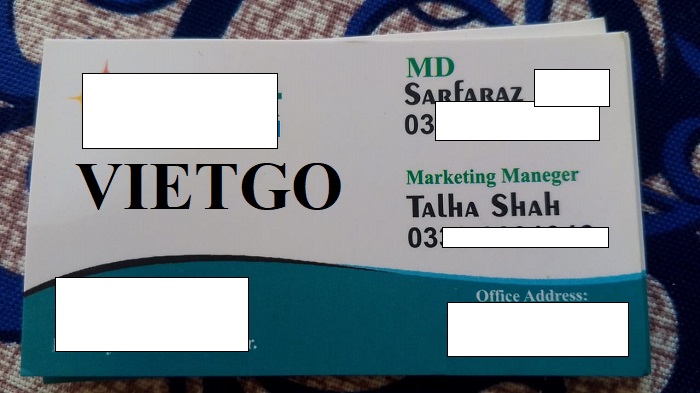 VIETGO
MD
Sarfaraz
03
Marketing Maneger
Talha Shah
03
Office Address: